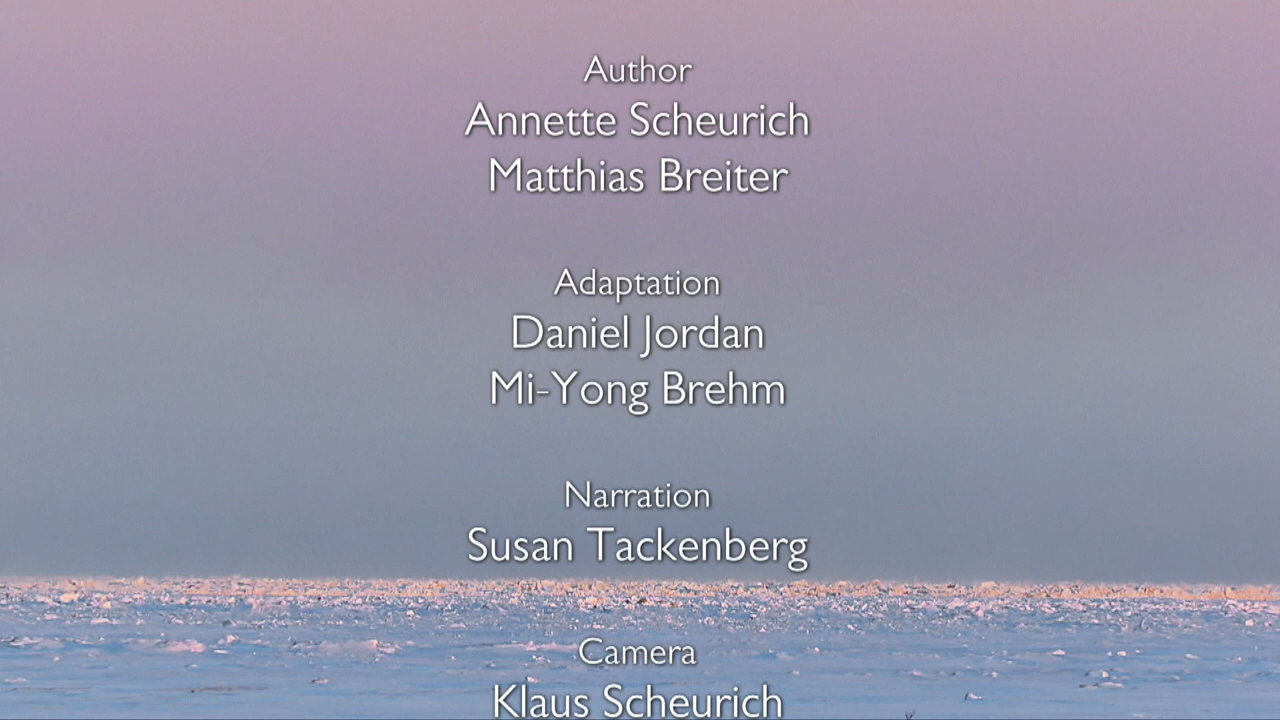 Author
Annette Scheurich
Matthias Breiter
Adaptation
Daniel Jordan
Mi-Yong Brehm
Narration
Susan Tackenberg
Camera
Klaus Scheurich